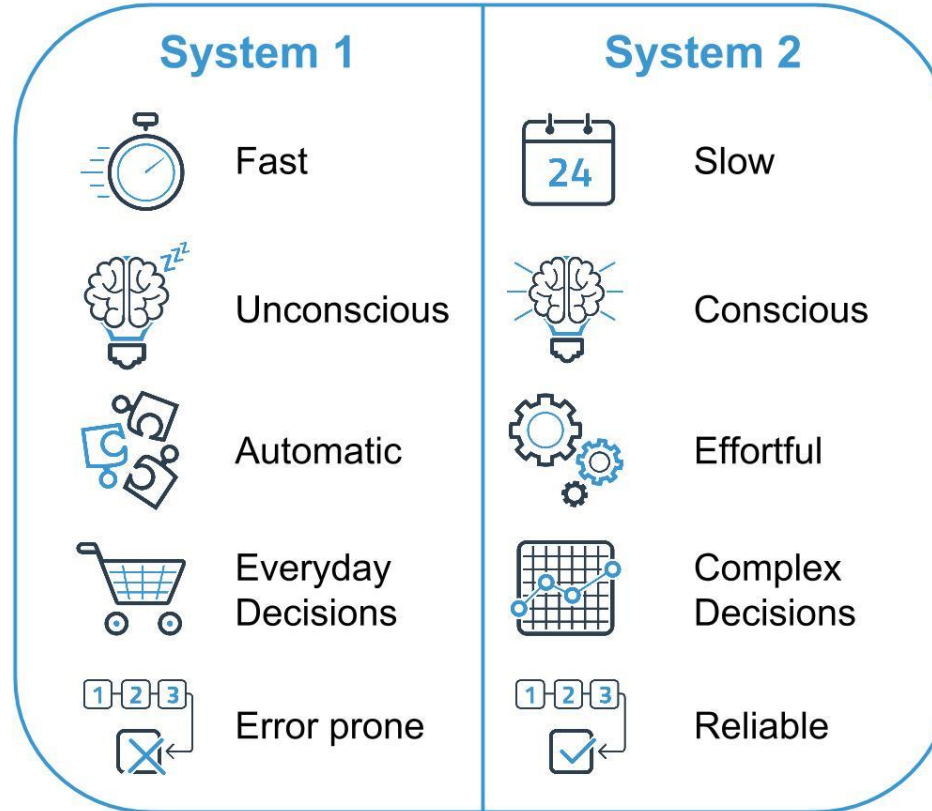 System 1
Fast
zzz
Unconscious
Automatic
Everyday
Decisions
1 2 3
Error prone
System 2
24
Slow
Conscious
Effortful
Complex
Decisions
1 2 3
Reliable